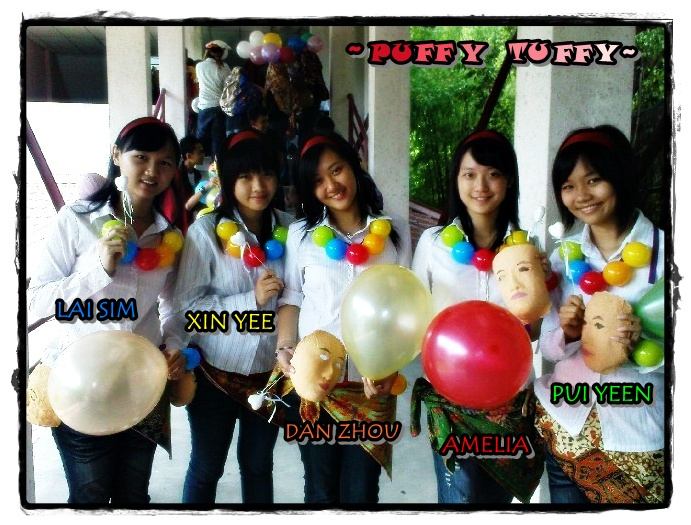 ~PUFFY TUFFY~
LAI SIM
XIN YEE
DAN ZHOU
AMELIA
PUI YEEN